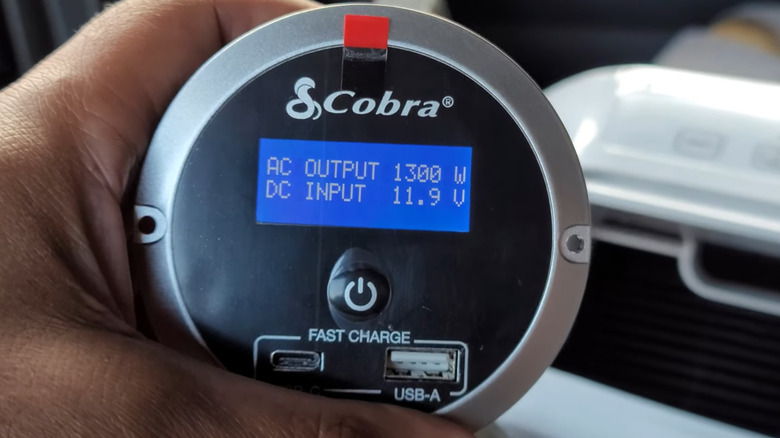 Cobra®
AC OUTPUT 1300 W
DC INPUT 11.9 V
FAST CHARGE
USB-A